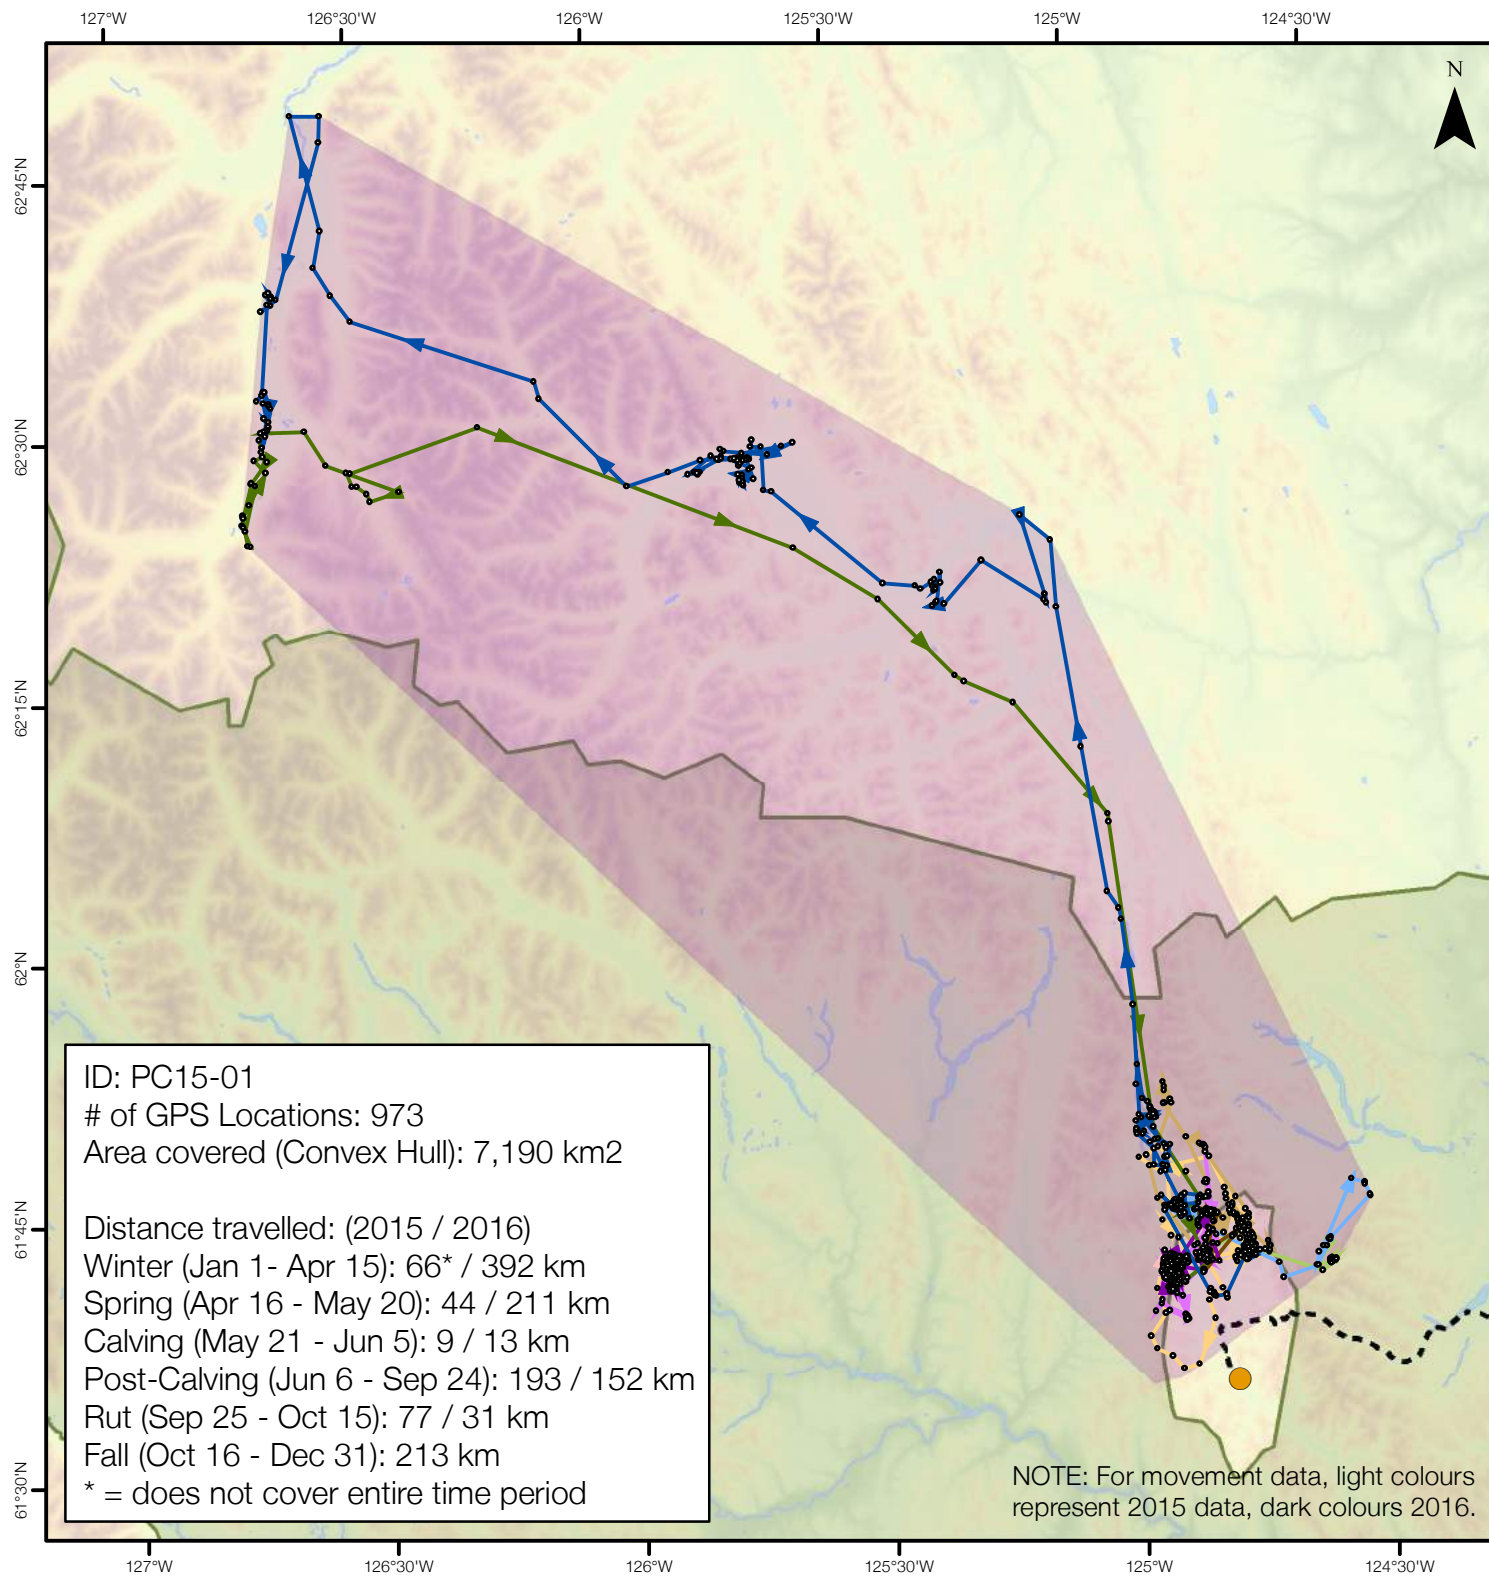 127°W 126°30'W 126°W 125°30'W 125°W 124°30'W
N
62°45'N
62°30'N
62°15'N
62°N
61°45'N
61°30'N
ID: PC15-01
# of GPS Locations: 973
Area covered (Convex Hull): 7,190 km2
Distance travelled: (2015 / 2016)
Winter (Jan 1- Apr 15): 66* / 392 km
Spring (Apr 16 - May 20): 44 / 211 km
Calving (May 21 - Jun 5): 9 / 13 km
Post-Calving (Jun 6 - Sep 24): 193 / 152 km
Rut (Sep 25 - Oct 15): 77 / 31 km
Fall (Oct 16 - Dec 31): 213 km
* = does not cover entire time period
NOTE: For movement data, light colours
represent 2015 data, dark colours 2016.
127°W 126°30'W 126°W 125°30'W 125°W 124°30'W